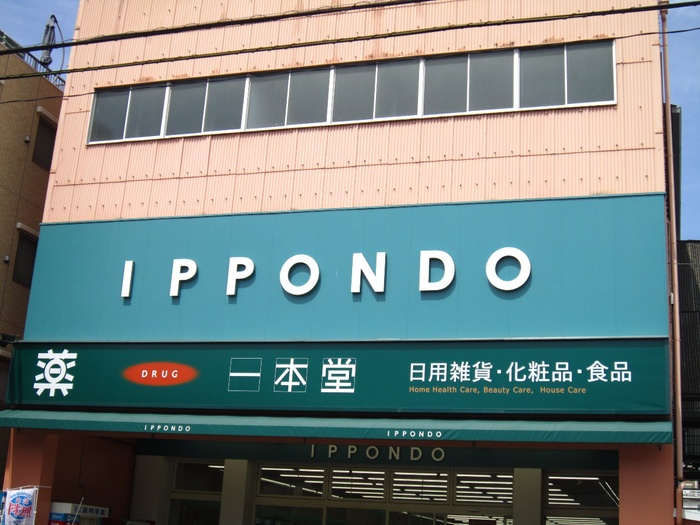 IPPONDO
薬 DRUG 一本堂 日用雑貨・化粧品・食品
Home Health Care, Beauty Care, House Care
IPPONDO IPPONDO
IPPONDO